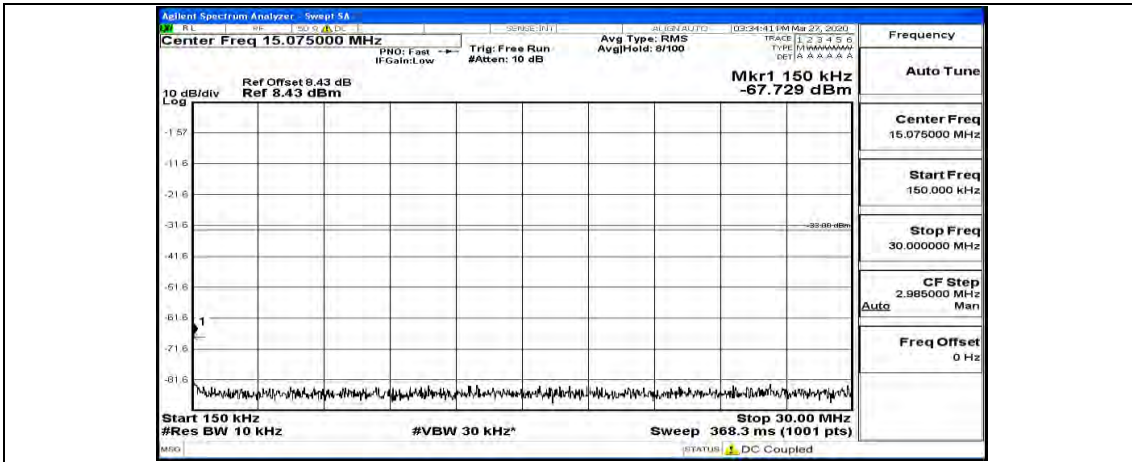 Agilent Spectrum Analyzer - Swept SA
RL RF 50 Ω DC SENSE:INT ALIGN AUTO 03:34:41 PM Mar 27, 2020
Center Freq 15.075000 MHz
PNO: Fast
IFGain:Low
Trig: Free Run
#Atten: 10 dB
Avg Type: RMS
Avg|Hold: 8/100
TRACE 1 2 3 4 5 6
TYPE M WWWWW
DET A A A A A A
Ref Offset 8.43 dB
10 dB/div Ref 8.43 dBm
Log
Mkr1 150 kHz
-67.729 dBm
-1.57
-11.6
-21.6
-31.6
-33.00 dBm
-41.6
-51.6
-61.6
1
-71.6
-81.6
Start 150 kHz
Stop 30.00 MHz
#Res BW 10 kHz
#VBW 30 kHz*
Sweep 368.3 ms (1001 pts)
MSG
STATUS DC Coupled
Frequency
Auto Tune
Center Freq
15.075000 MHz
Start Freq
150.000 kHz
Stop Freq
30.000000 MHz
CF Step
2.985000 MHz
Auto Man
Freq Offset
0 Hz